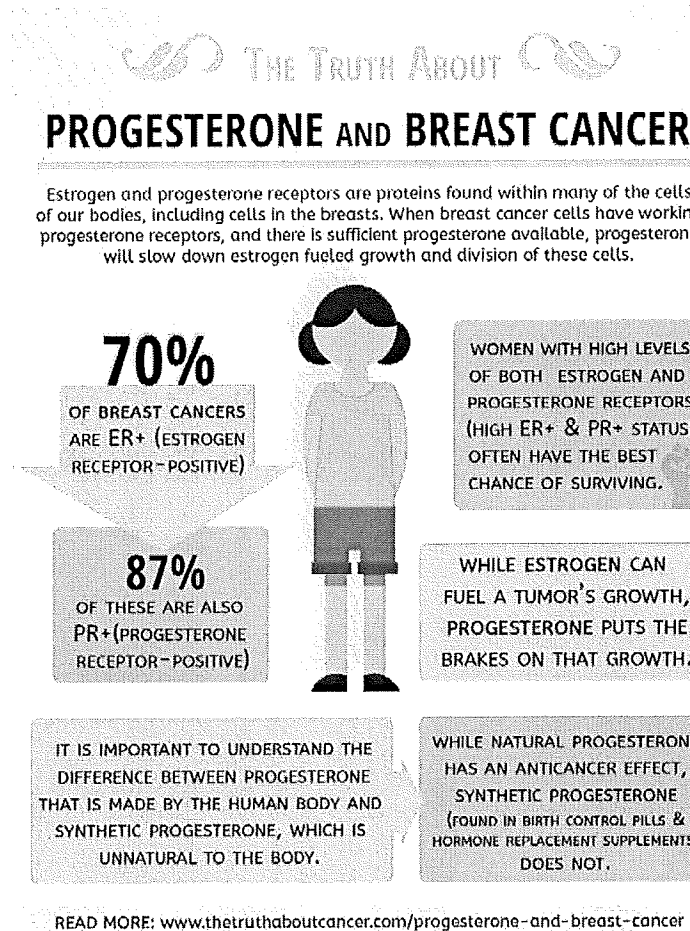 THE TRUTH ABOUT
PROGESTERONE AND BREAST CANCER
Estrogen and progesterone receptors are proteins found within many of the cells
of our bodies, including cells in the breasts. When breast cancer cells have workin
progesterone receptors, and there is sufficient progesterone available, progesteron
will slow down estrogen fueled growth and division of these cells.
70%
OF BREAST CANCERS
ARE ER+ (ESTROGEN
RECEPTOR-POSITIVE)
87%
OF THESE ARE ALSO
PR+(PROGESTERONE
RECEPTOR-POSITIVE)
WOMEN WITH HIGH LEVELS
OF BOTH ESTROGEN AND
PROGESTERONE RECEPTORS
(HIGH ER+ & PR+ STATUS
OFTEN HAVE THE BEST
CHANCE OF SURVIVING.
WHILE ESTROGEN CAN
FUEL A TUMOR'S GROWTH,
PROGESTERONE PUTS THE
BRAKES ON THAT GROWTH.
IT IS IMPORTANT TO UNDERSTAND THE
DIFFERENCE BETWEEN PROGESTERONE
THAT IS MADE BY THE HUMAN BODY AND
SYNTHETIC PROGESTERONE, WHICH IS
UNNATURAL TO THE BODY.
WHILE NATURAL PROGESTERON
HAS AN ANTICANCER EFFECT,
SYNTHETIC PROGESTERONE
(FOUND IN BIRTH CONTROL PILLS &
HORMONE REPLACEMENT SUPPLEMENTS
DOES NOT.
READ MORE: www.thetruthaboutcancer.com/progesterone-and-breast-cancer